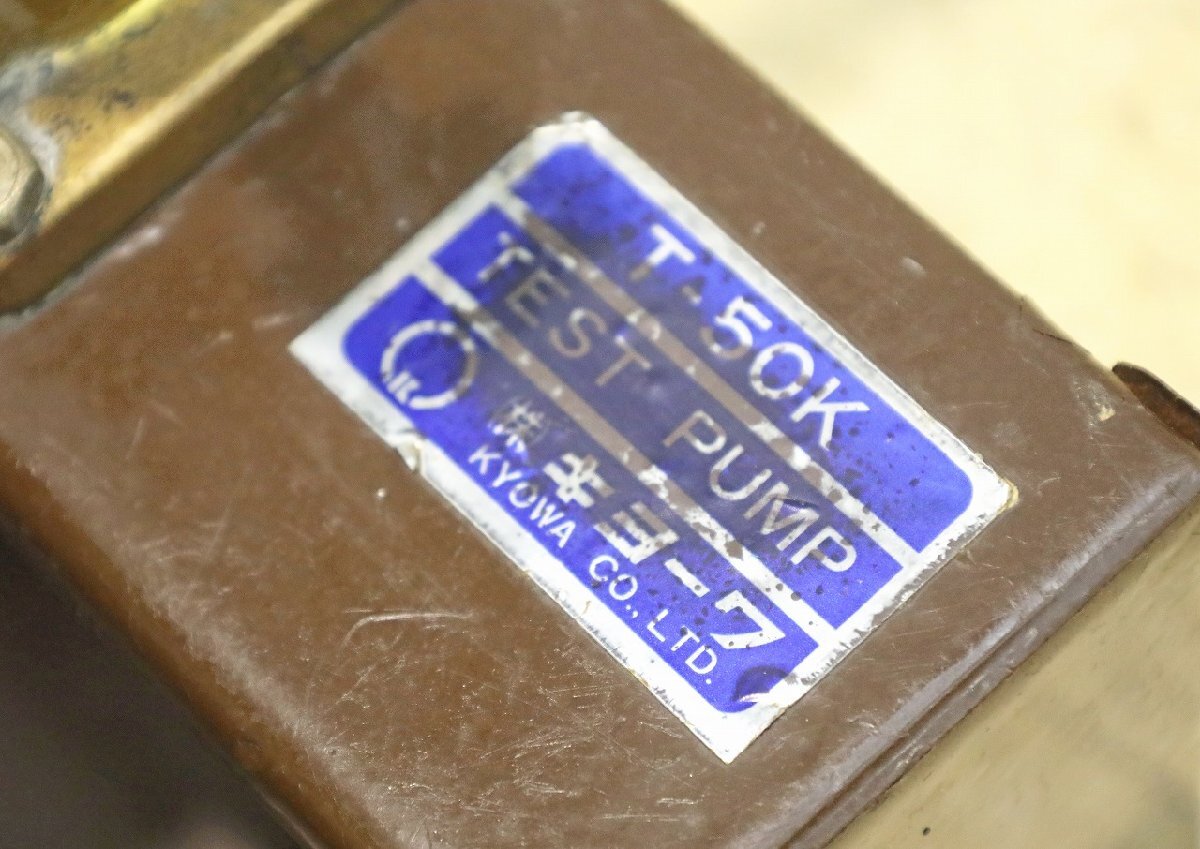 T-50K
TEST PUMP
㈱ キョーワ
KYOWA CO., LTD.